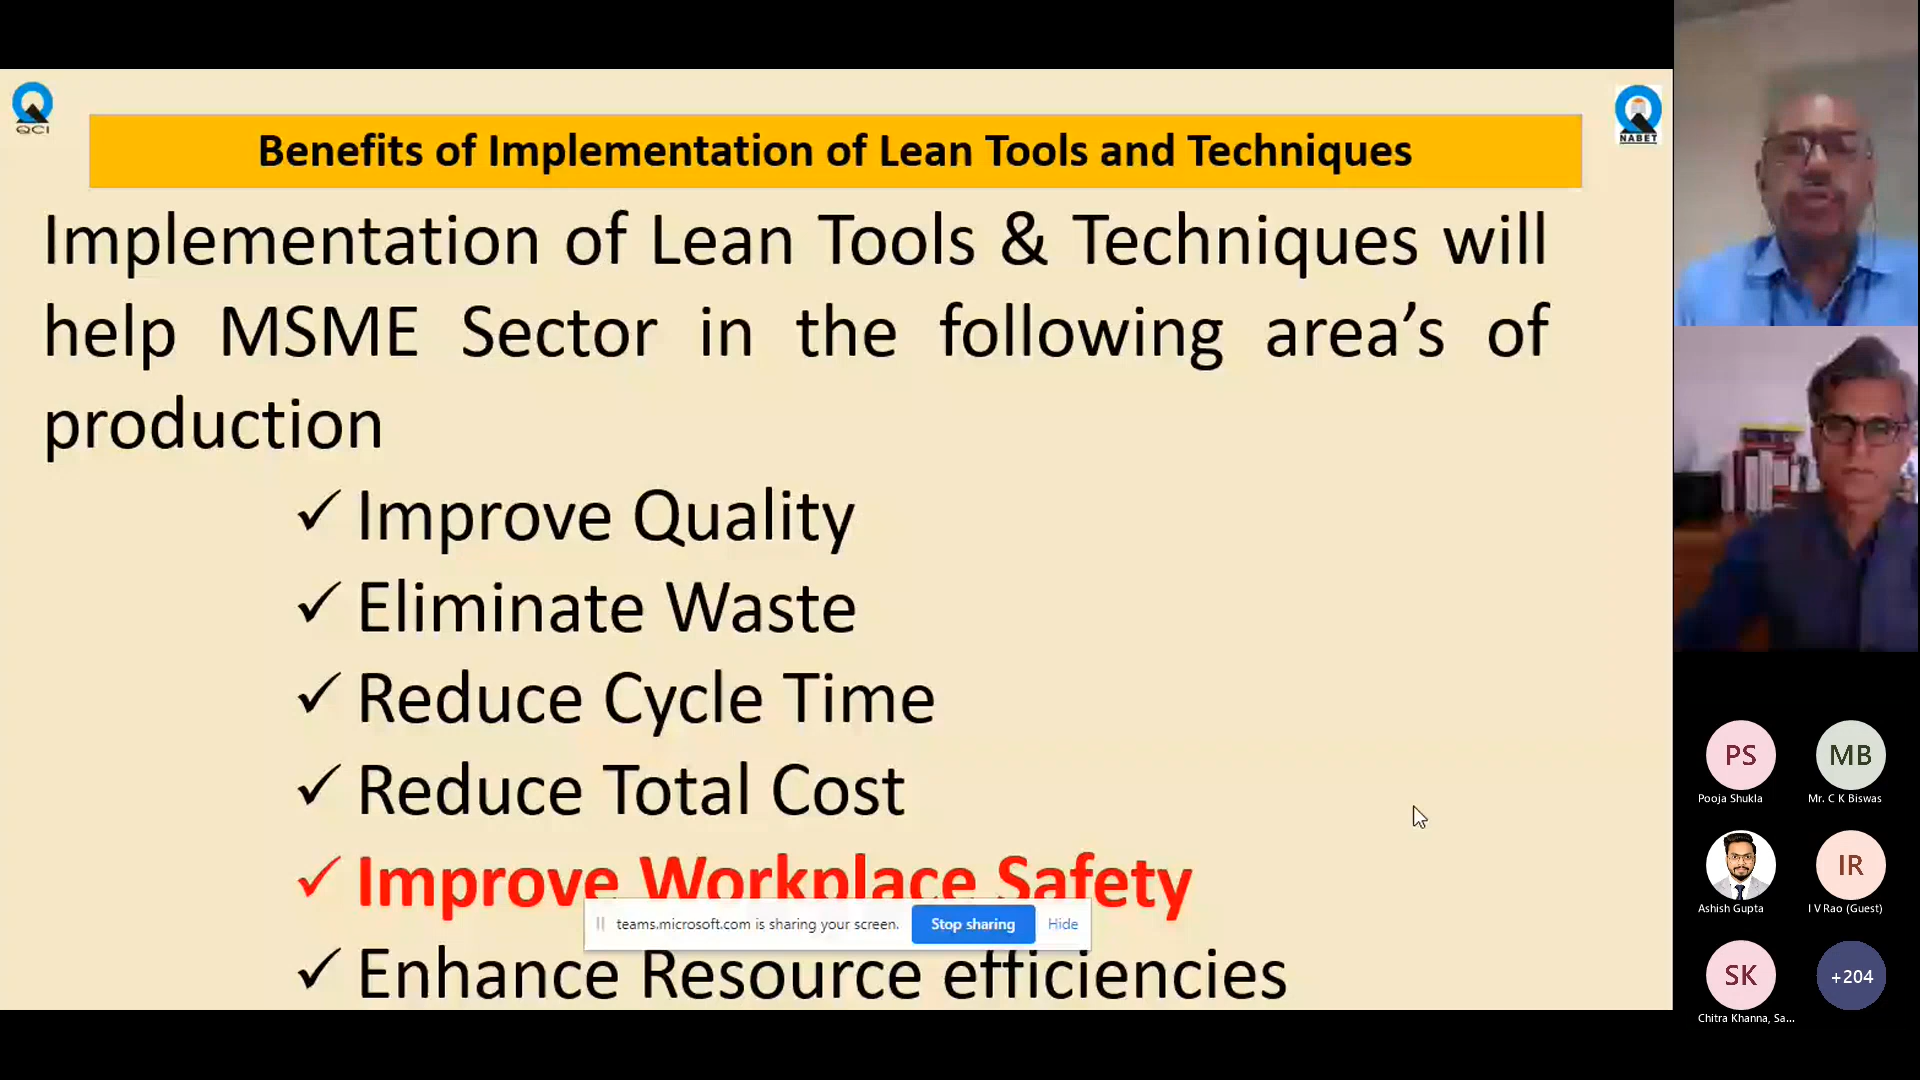 QCI
NABET
Benefits of Implementation of Lean Tools and Techniques
Implementation of Lean Tools & Techniques will
help MSME Sector in the following area’s of
production
✓ Improve Quality
✓ Eliminate Waste
✓ Reduce Cycle Time
✓ Reduce Total Cost
✓ Improve Workplace Safety
teams.microsoft.com is sharing your screen. Stop sharing Hide
✓ Enhance Resource efficiencies
PS MB
Pooja Shukla Mr. C K Biswas
IR
Ashish Gupta I V Rao (Guest)
SK +204
Chitra Khanna, Sa...